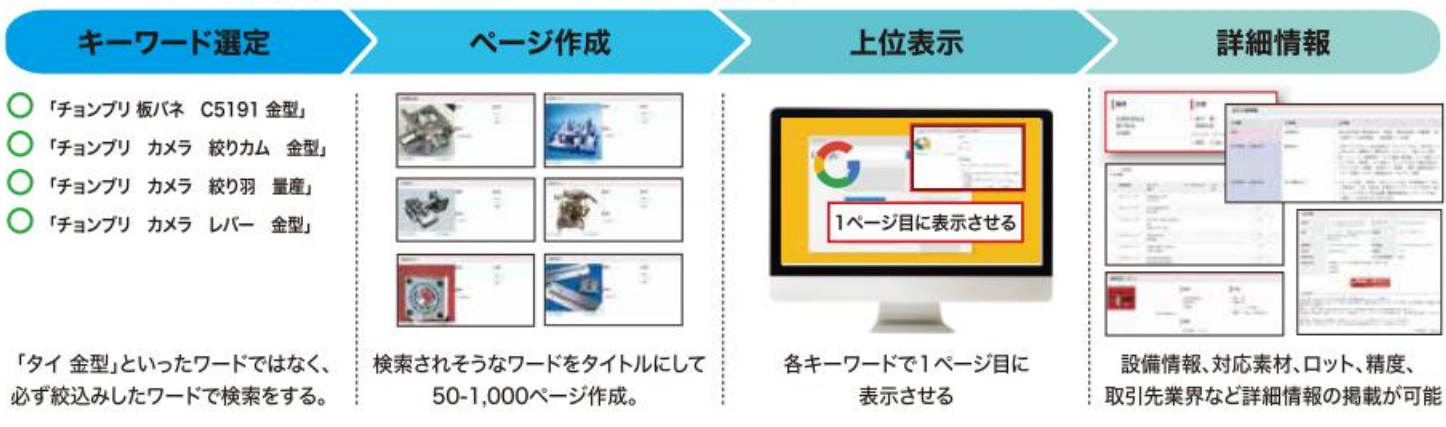 キーワード選定
ページ作成
上位表示
詳細情報
「チョンブリ 板バネ　C5191 金型」
「チョンブリ　カメラ　絞りカム　金型」
「チョンブリ　カメラ　絞り羽　量産」
「チョンブリ　カメラ　レバー　金型」
1ページ目に表示させる
「タイ 金型」といったワードではなく、
必ず絞込みしたワードで検索をする。
検索されそうなワードをタイトルにして
50-1,000ページ作成。
各キーワードで1ページ目に
表示させる
設備情報、対応素材、ロット、精度、
取引先業界など詳細情報の掲載が可能